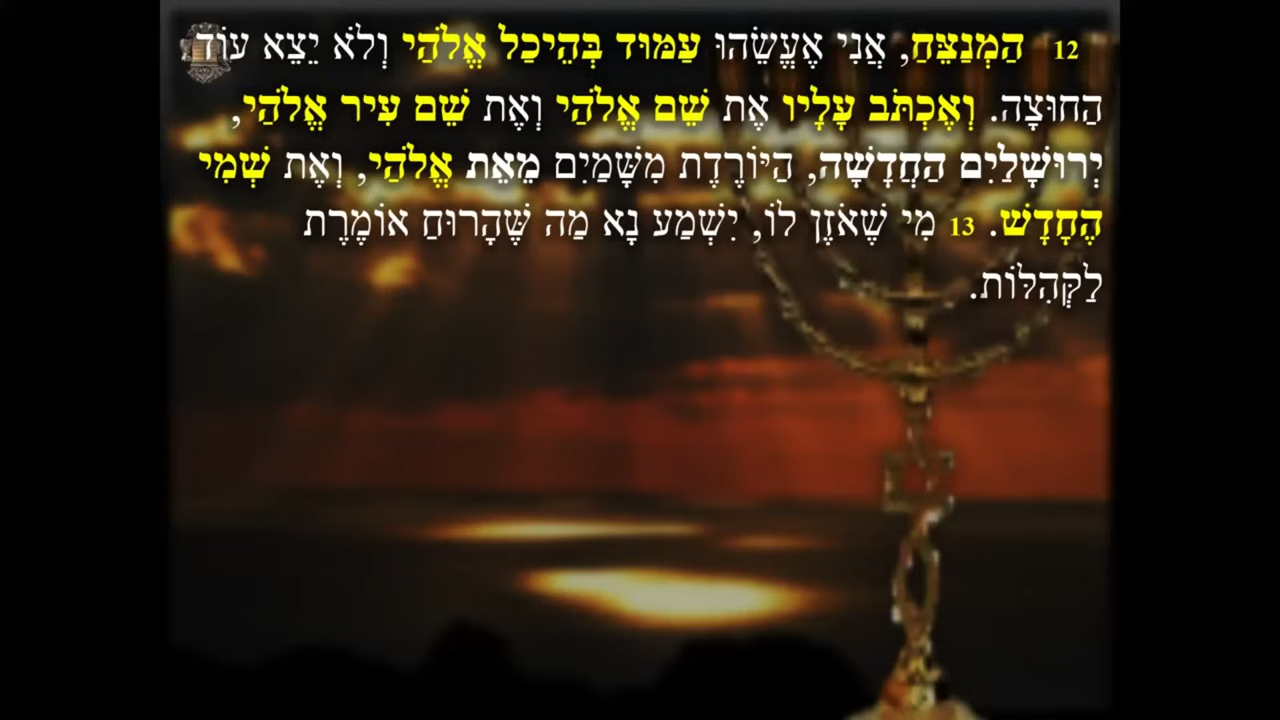 12 הַמְנַצֵּחַ, אֲנִי אֶעֱשֵׂהוּ עַמּוּד בְּהֵיכַל אֱלֹהַי וְלֹא יֵצֵא עוֹד
הַחוּצָה. וְאֶכְתֹּב עָלָיו אֶת שֵׁם אֱלֹהַי וְאֶת שֵׁם עִיר אֱלֹהַי,
יְרוּשָׁלַיִם הַחֲדָשָׁה, הַיּוֹרֶדֶת מִשָּׁמַיִם מֵאֵת אֱלֹהַי, וְאֶת שְׁמִי
הֶחָדָשׁ. 13 מִי שֶׁאֹזֶן לוֹ, יִשְׁמַע נָא מַה שֶּׁהָרוּחַ אוֹמֶרֶת
לַקְּהִלּוֹת.